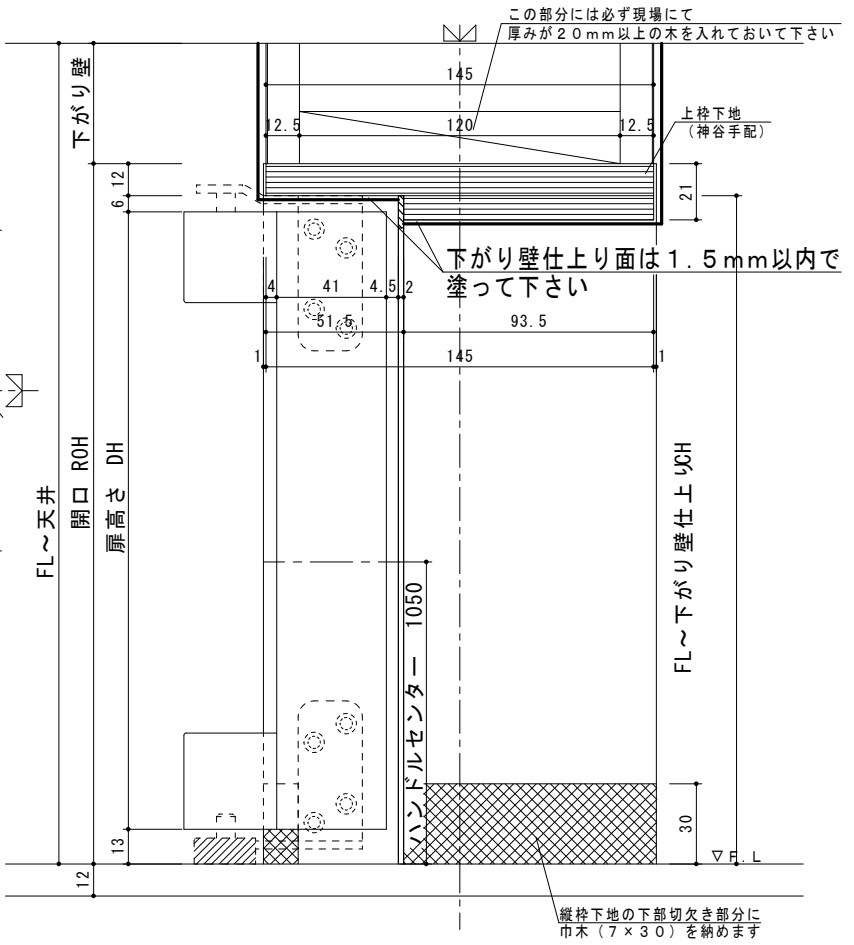 この部分には必ず現場にて
厚みが20mm以上の木を入れておいて下さい
145
12.5
120
12.5
上枠下地
(神谷手配)
下がり壁
12
6
21
下がり壁仕上り面は1.5mm以内で
塗って下さい
4
41
4.5
2
51.5
93.5
1
145
1
FL~天井
開口 ROH
扉高さ DH
ハンドルセンター 1050
FL~下がり壁仕上りCH
30
13
12
▽F.L
縦枠下地の下部切欠き部分に
巾木(7×30)を納めます